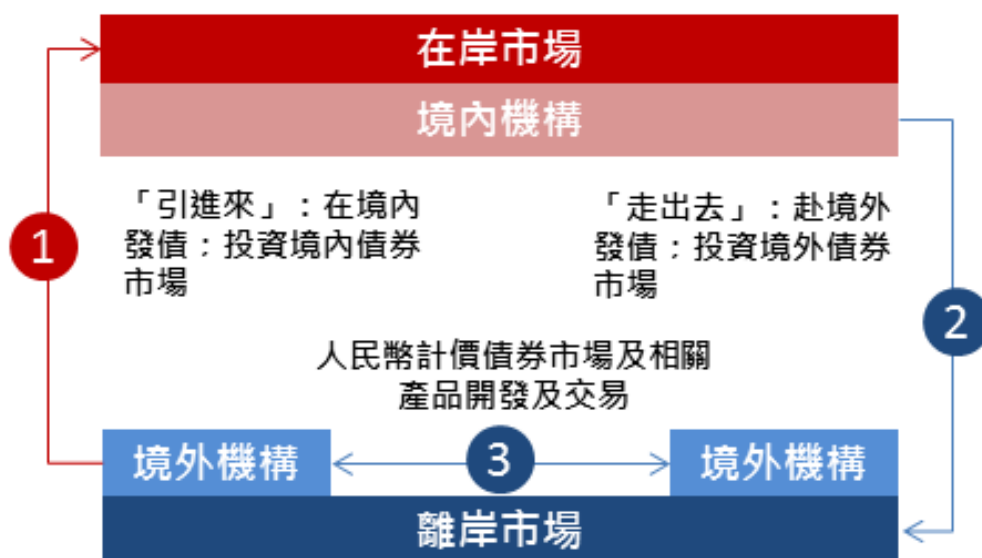 在岸市場
境內機構
「引進來」：在境內
發債；投資境內債券
市場
「走出去」：赴境外
發債；投資境外債券
市場
1
2
人民幣計價債券市場及相關
產品開發及交易
境外機構
3
境外機構
離岸市場